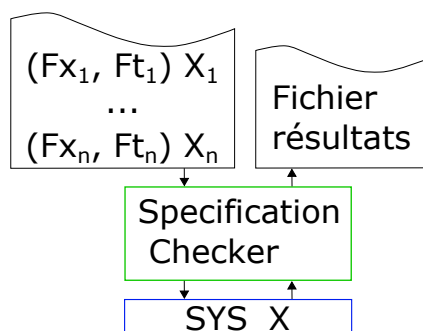 (Fx₁, Ft₁) X₁
...
(Fxₙ, Ftₙ) Xₙ
Fichier
résultats
Specification
Checker
SYS X